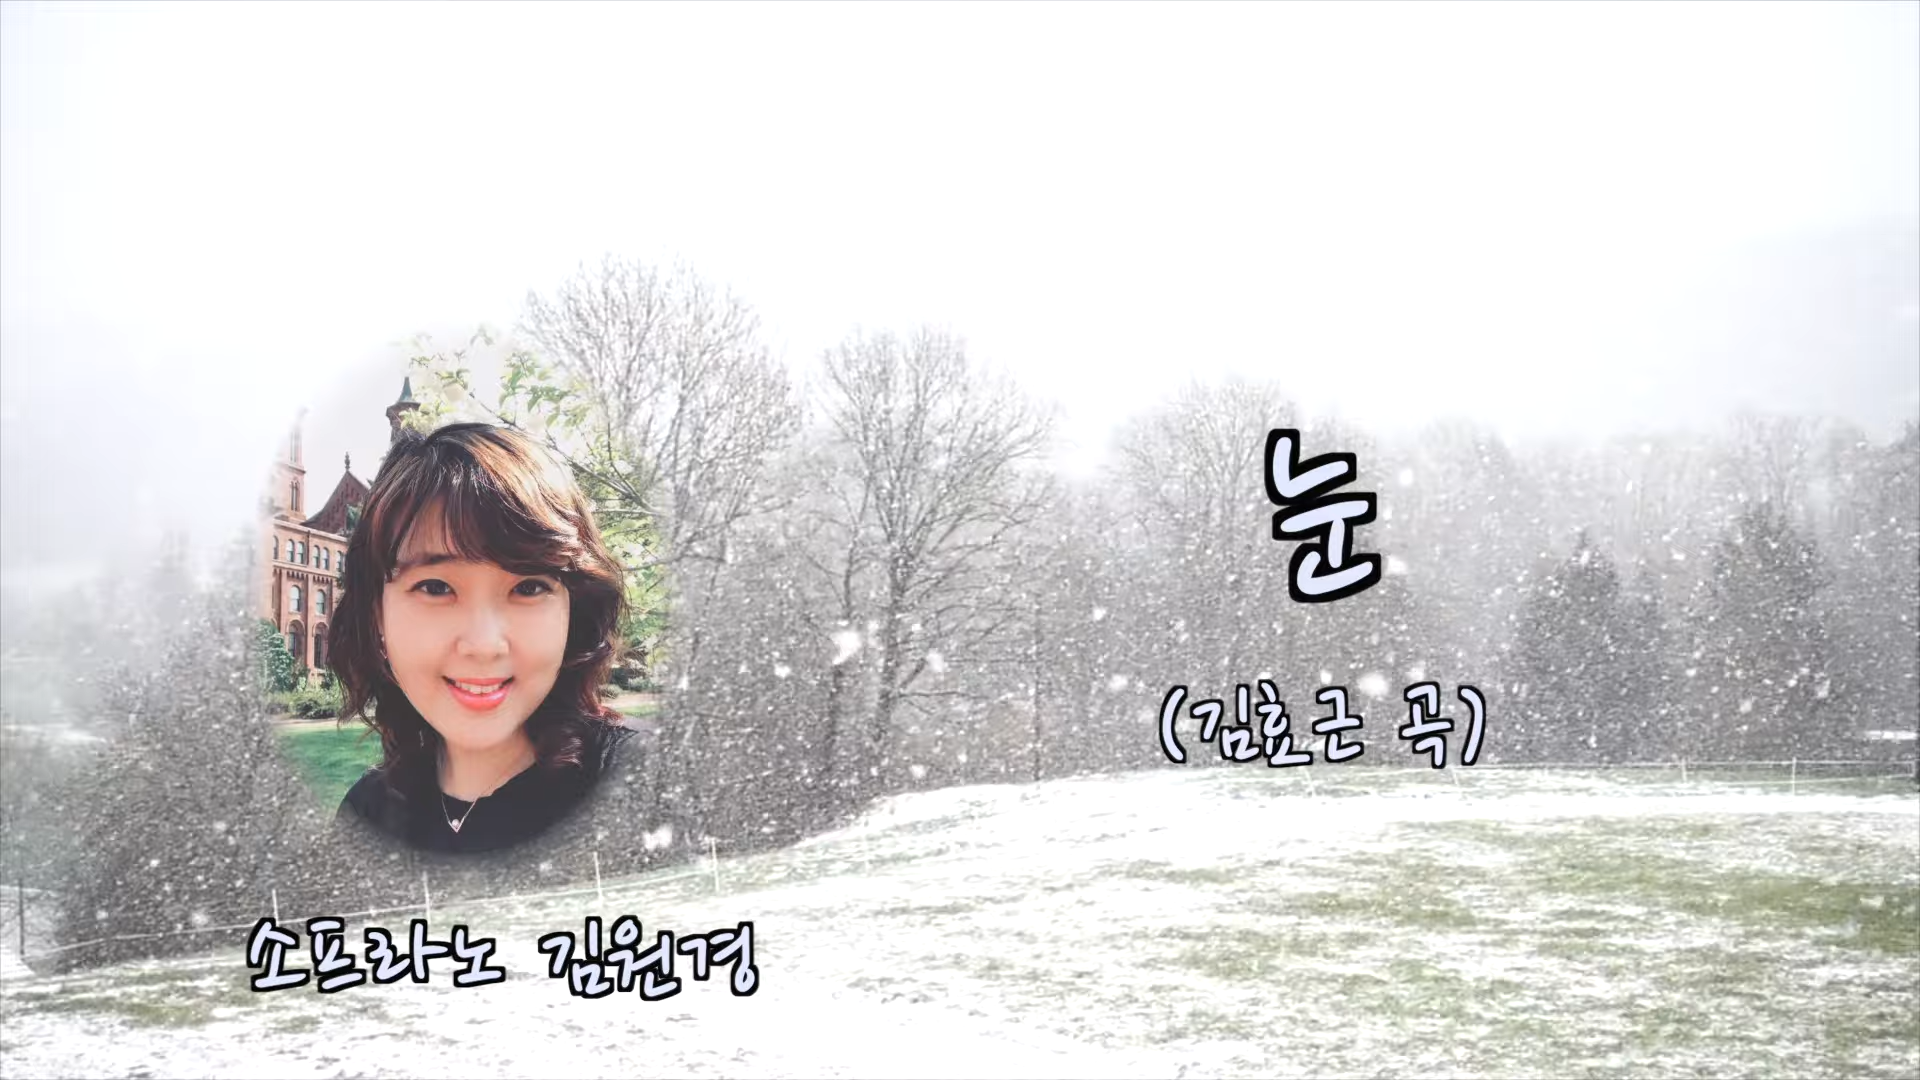 눈
(김효근 곡)
소프라노 김원경